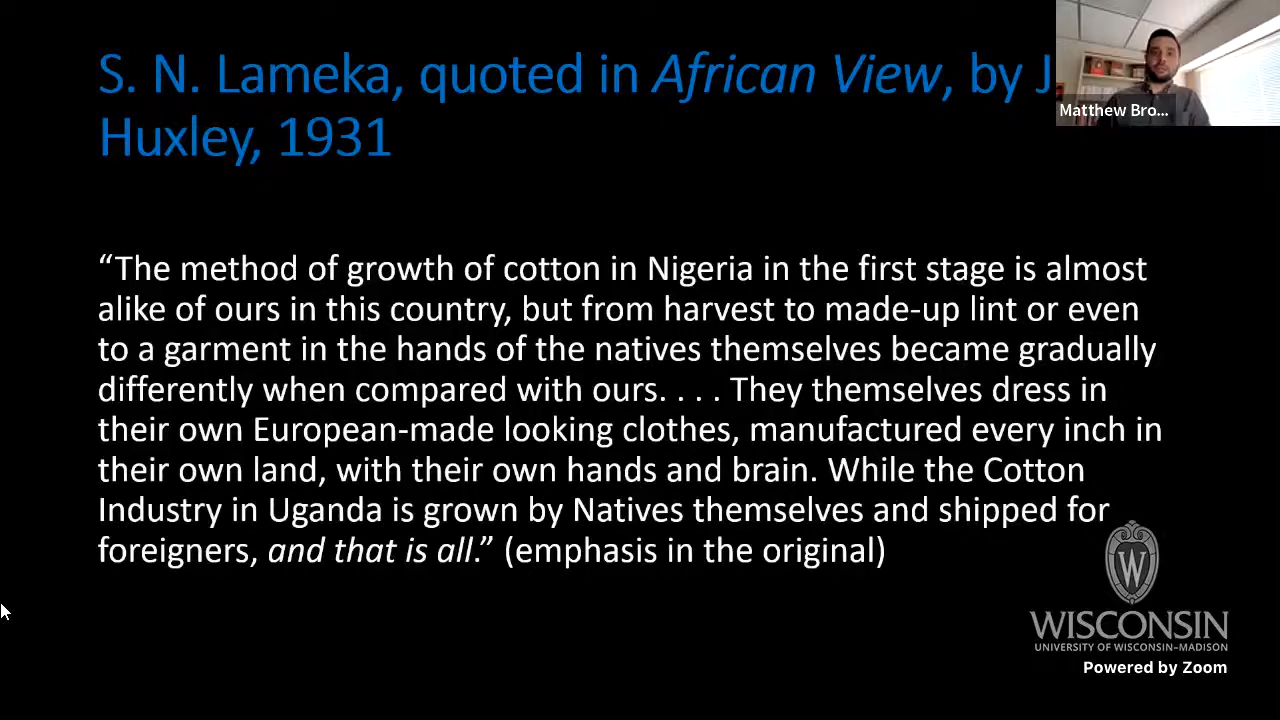 S. N. Lameka, quoted in African View, by J.
Huxley, 1931
Matthew Bro...
“The method of growth of cotton in Nigeria in the first stage is almost
alike of ours in this country, but from harvest to made-up lint or even
to a garment in the hands of the natives themselves became gradually
differently when compared with ours. . . . They themselves dress in
their own European-made looking clothes, manufactured every inch in
their own land, with their own hands and brain. While the Cotton
Industry in Uganda is grown by Natives themselves and shipped for
foreigners, and that is all.” (emphasis in the original)
W
WISCONSIN
UNIVERSITY OF WISCONSIN–MADISON
Powered by Zoom